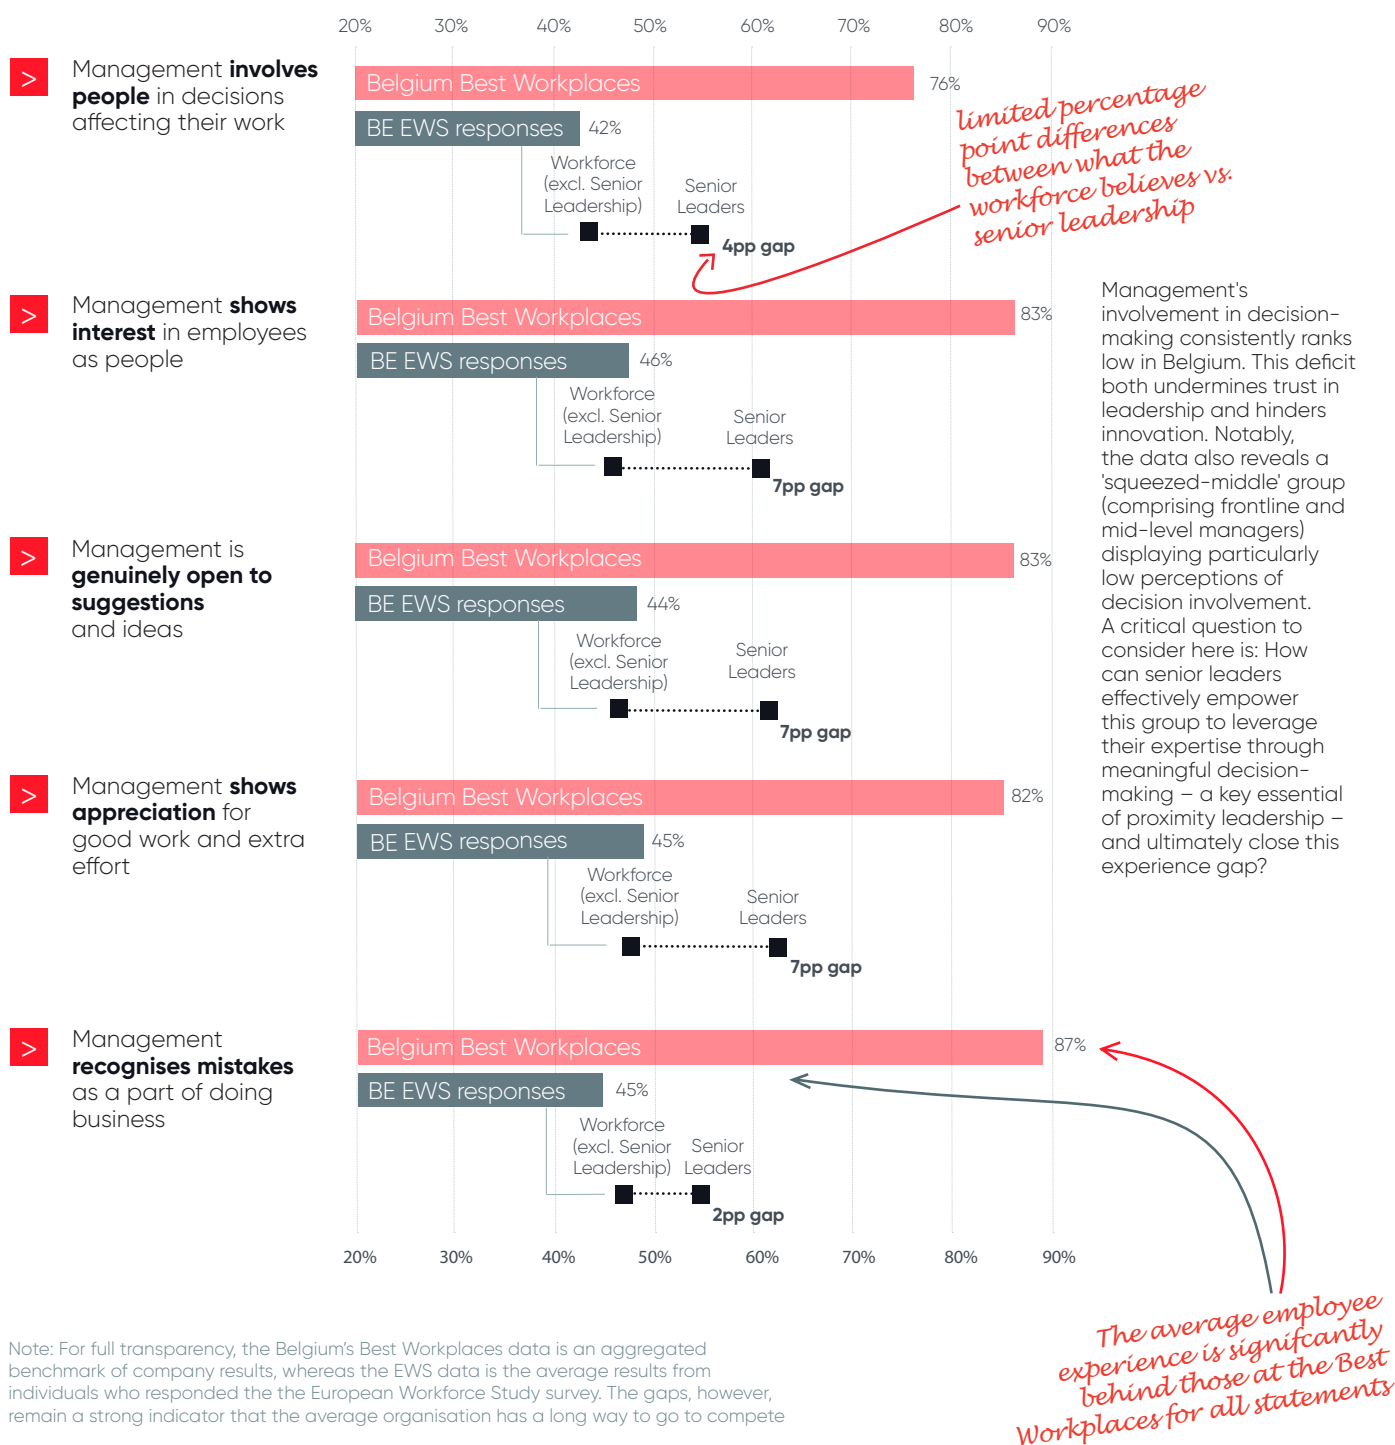 20% 30% 40% 50% 60% 70% 80% 90%
> Management involves
people in decisions
affecting their work
Belgium Best Workplaces 76%
BE EWS responses 42%
Workforce
(excl. Senior
Leadership)
Senior
Leaders
4pp gap
limited percentage
point differences
between what the
workforce believes vs.
senior leadership
> Management shows
interest in employees
as people
Belgium Best Workplaces 83%
BE EWS responses 46%
Workforce
(excl. Senior
Leadership)
Senior
Leaders
7pp gap
> Management is
genuinely open to
suggestions
and ideas
Belgium Best Workplaces 83%
BE EWS responses 44%
Workforce
(excl. Senior
Leadership)
Senior
Leaders
7pp gap
> Management shows
appreciation for
good work and extra
effort
Belgium Best Workplaces 82%
BE EWS responses 45%
Workforce
(excl. Senior
Leadership)
Senior
Leaders
7pp gap
> Management
recognises mistakes
as a part of doing
business
Belgium Best Workplaces 87%
BE EWS responses 45%
Workforce
(excl. Senior
Leadership)
Senior
Leaders
2pp gap
20% 30% 40% 50% 60% 70% 80% 90%
Management's
involvement in decision-
making consistently ranks
low in Belgium. This deficit
both undermines trust in
leadership and hinders
innovation. Notably,
the data also reveals a
'squeezed-middle' group
(comprising frontline and
mid-level managers)
displaying particularly
low perceptions of
decision involvement.
A critical question to
consider here is: How
can senior leaders
effectively empower
this group to leverage
their expertise through
meaningful decision-
making – a key essential
of proximity leadership –
and ultimately close this
experience gap?
The average employee
experience is signifcantly
behind those at the Best
Workplaces for all statements
Note: For full transparency, the Belgium's Best Workplaces data is an aggregated
benchmark of company results, whereas the EWS data is the average results from
individuals who responded the the European Workforce Study survey. The gaps, however,
remain a strong indicator that the average organisation has a long way to go to compete